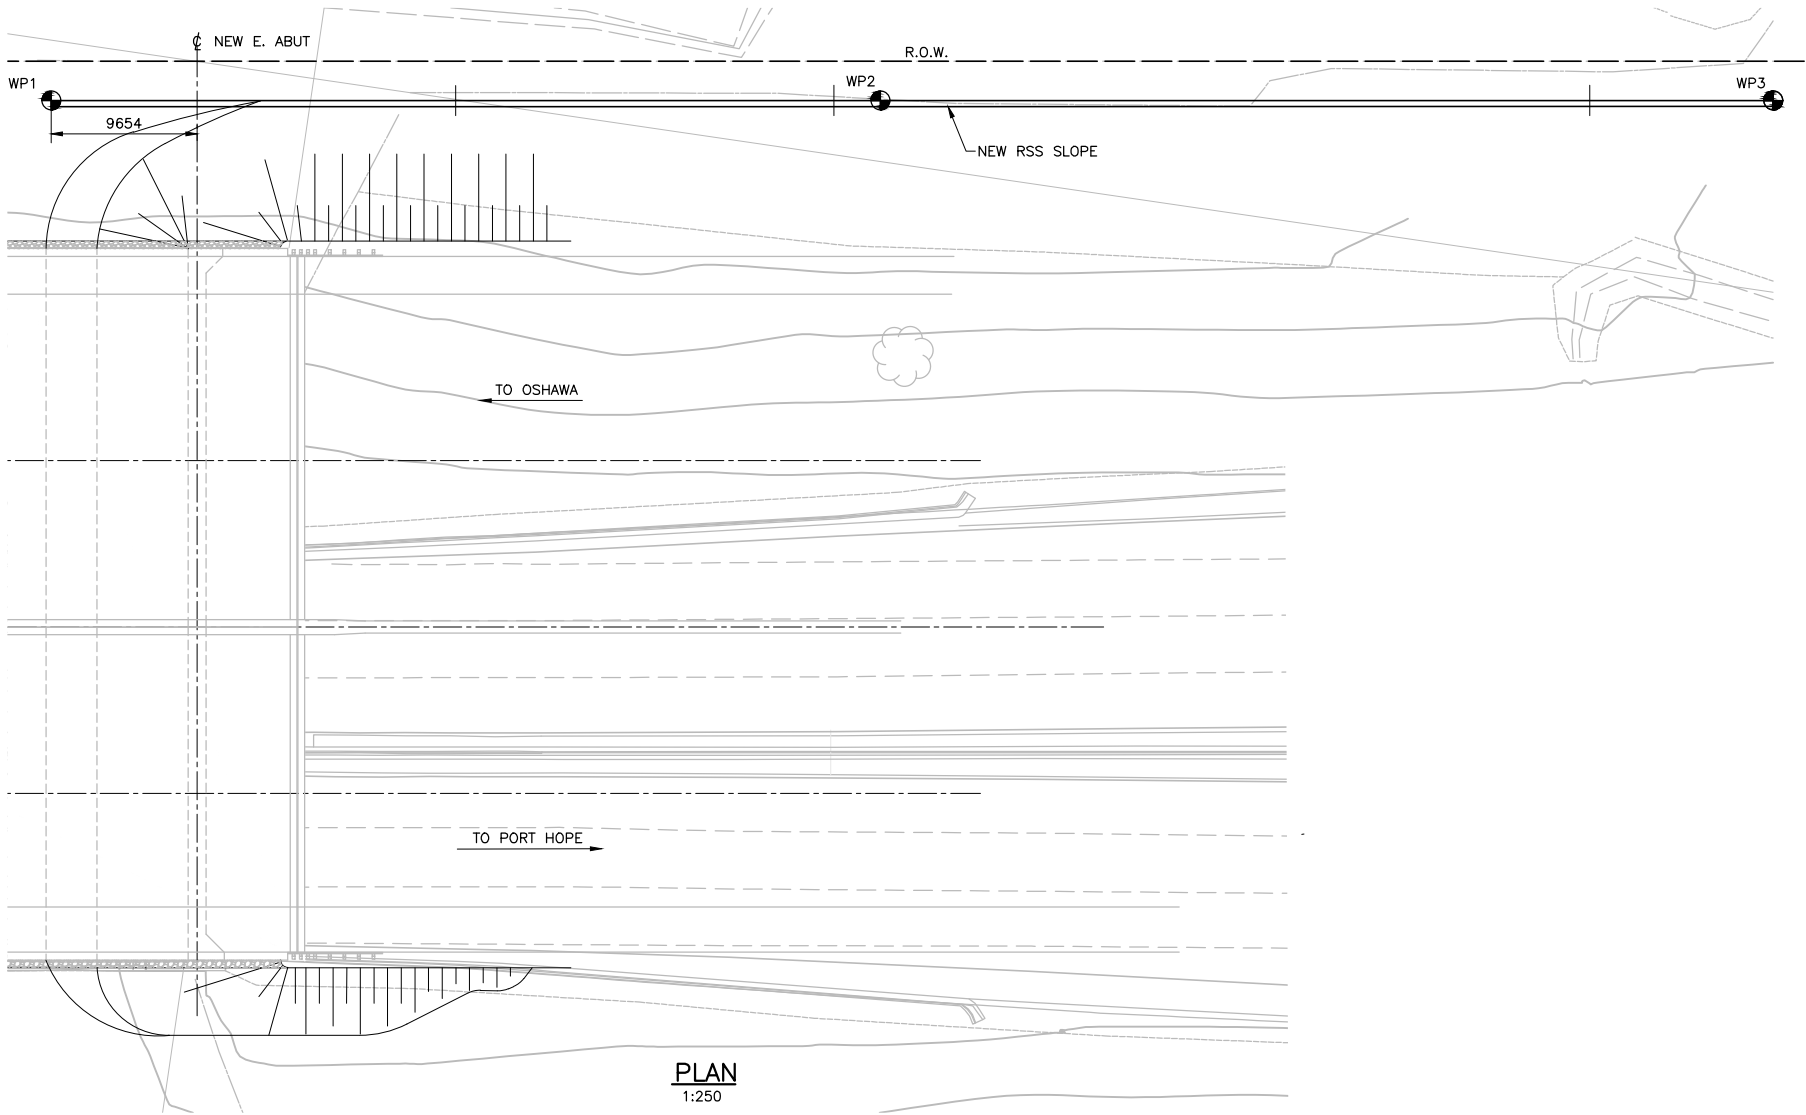 ℄ NEW E. ABUT
R.O.W.
WP1
WP2
WP3
9654
NEW RSS SLOPE
TO OSHAWA
TO PORT HOPE
PLAN
1:250